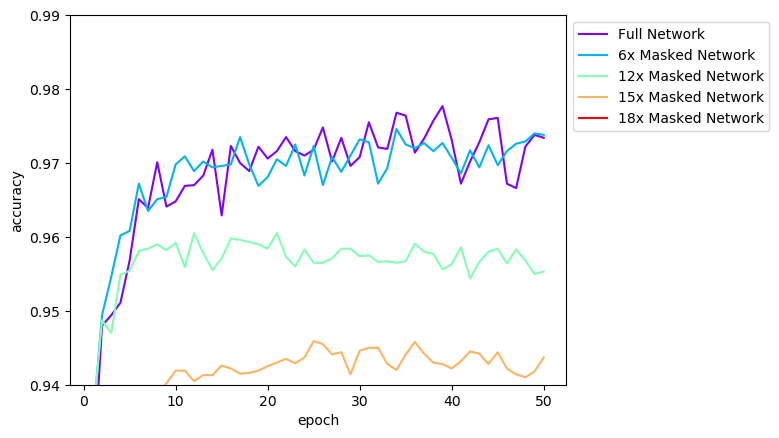 0.99
0.98
0.97
0.96
0.95
0.94
accuracy
0 10 20 30 40 50
epoch
Full Network
6x Masked Network
12x Masked Network
15x Masked Network
18x Masked Network